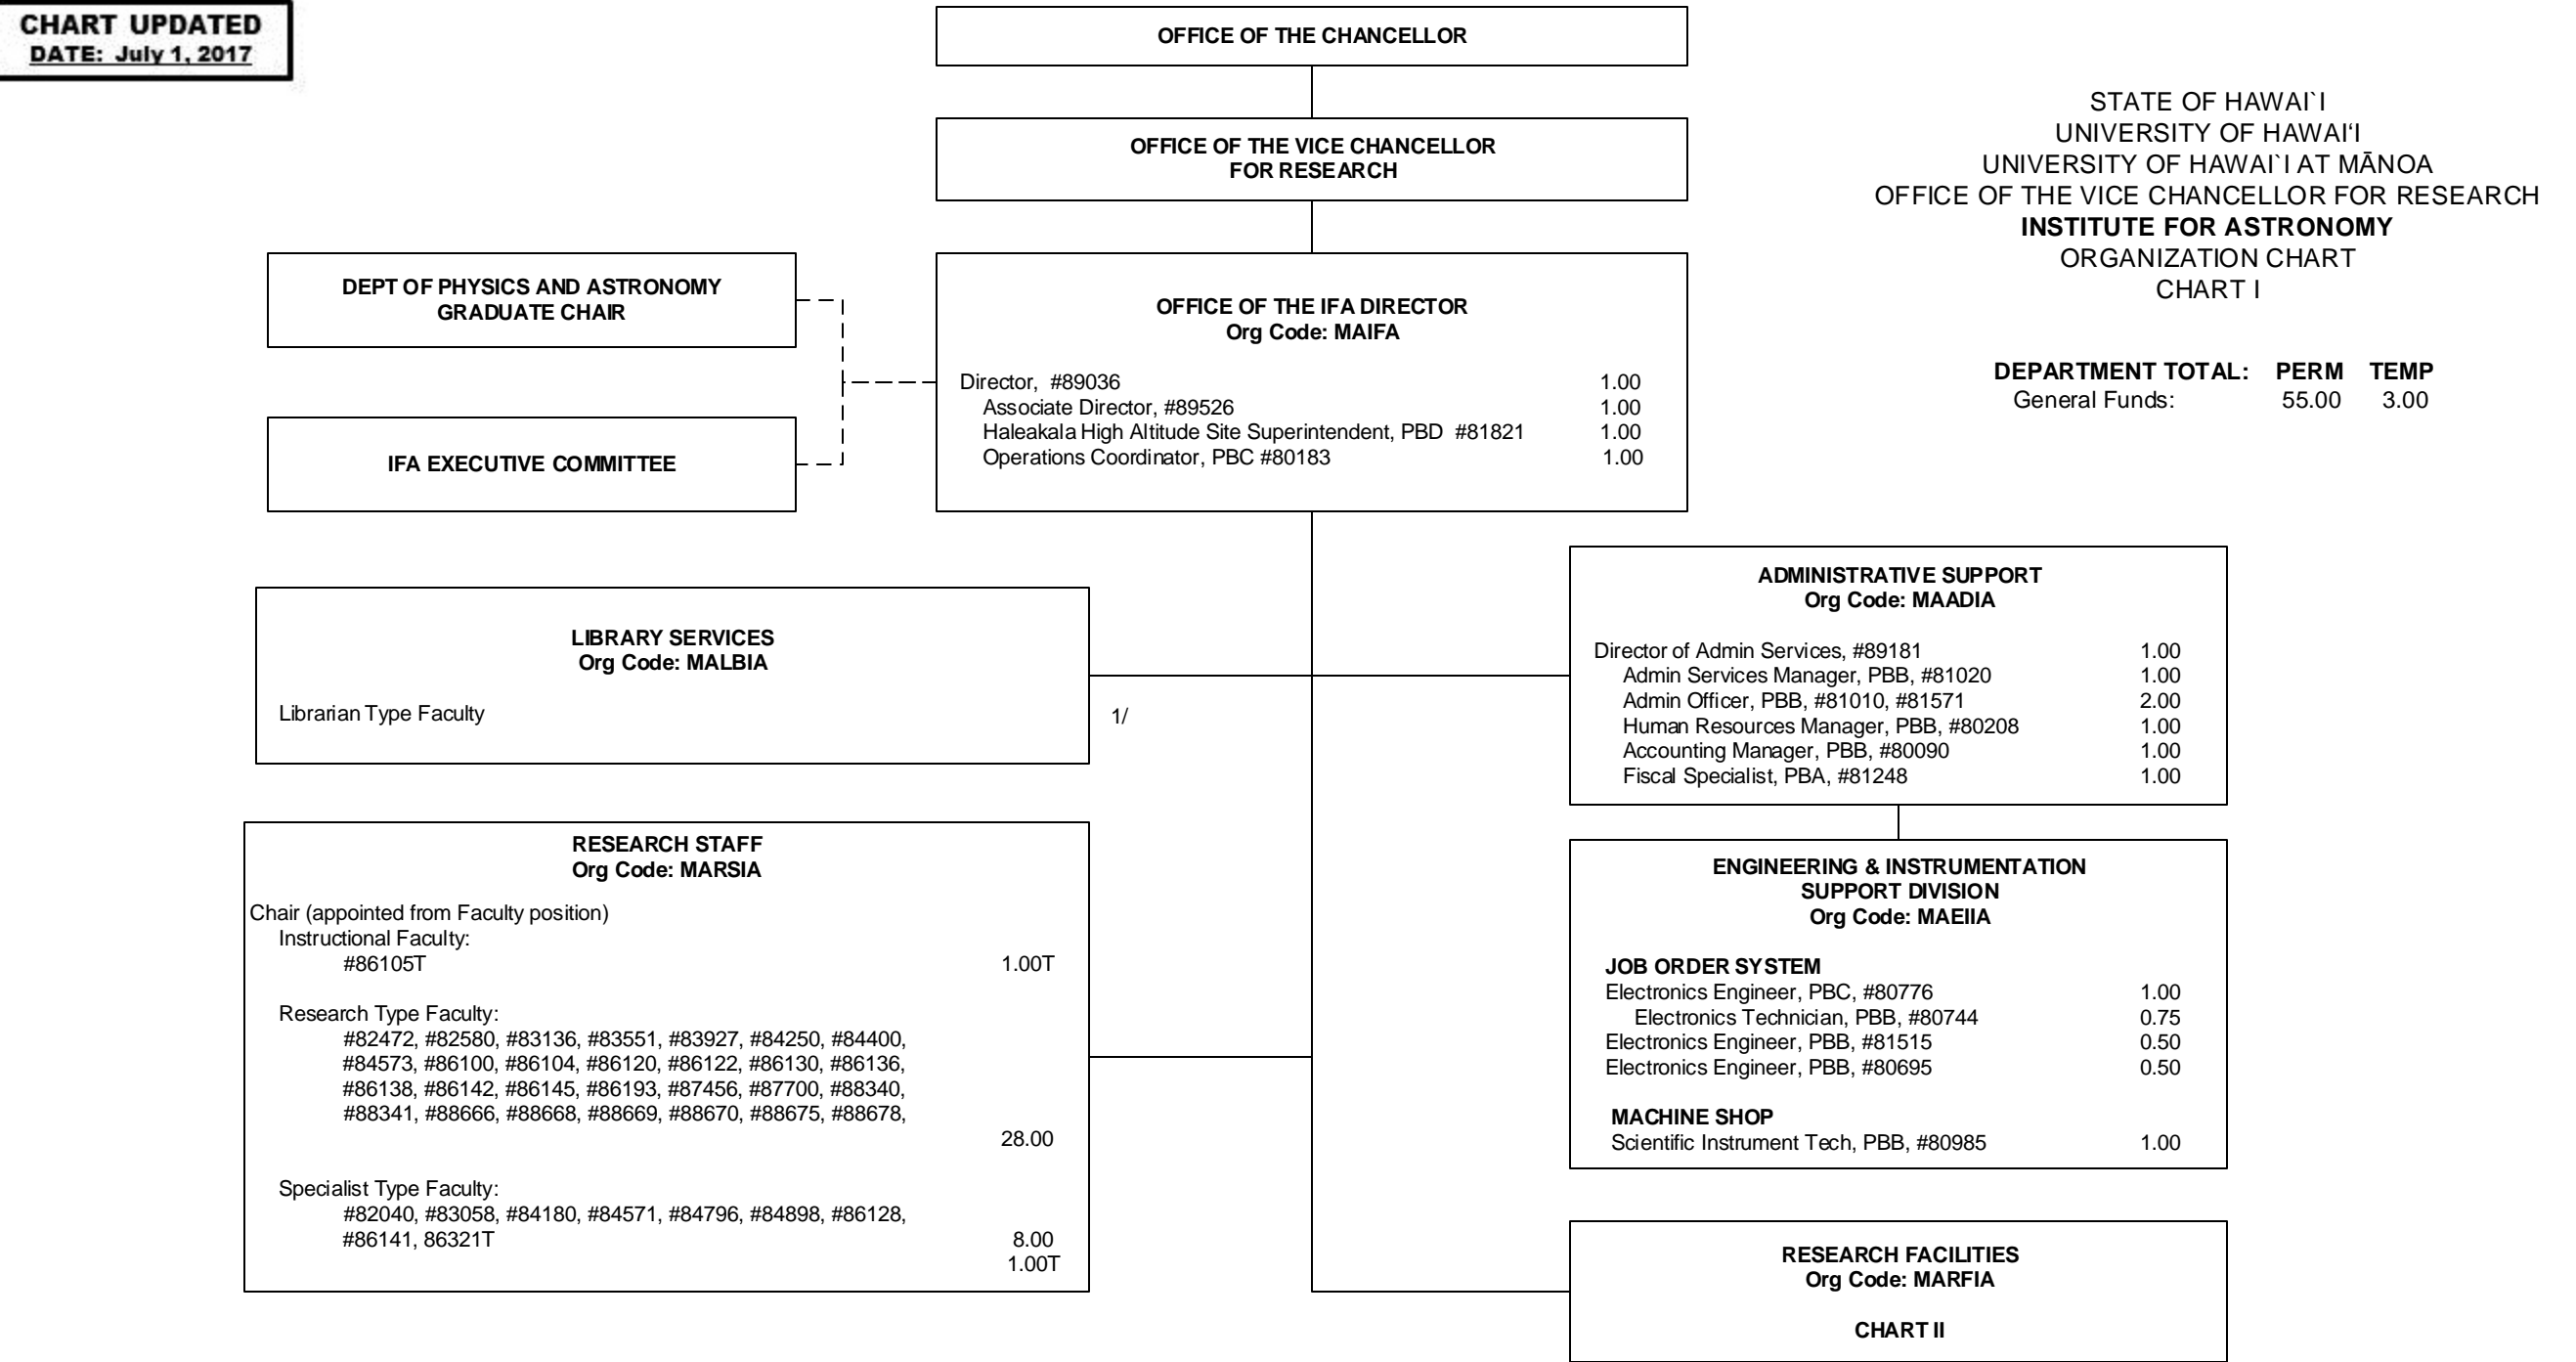 CHART UPDATED
DATE: July 1, 2017
OFFICE OF THE CHANCELLOR
OFFICE OF THE VICE CHANCELLOR
FOR RESEARCH
STATE OF HAWAI`I
UNIVERSITY OF HAWAIʻI
UNIVERSITY OF HAWAI`I AT MĀNOA
OFFICE OF THE VICE CHANCELLOR FOR RESEARCH
INSTITUTE FOR ASTRONOMY
ORGANIZATION CHART
CHART I
DEPARTMENT TOTAL: PERM TEMP
General Funds: 55.00 3.00
DEPT OF PHYSICS AND ASTRONOMY
GRADUATE CHAIR
IFA EXECUTIVE COMMITTEE
OFFICE OF THE IFA DIRECTOR
Org Code: MAIFA
Director, #89036 1.00
Associate Director, #89526 1.00
Haleakala High Altitude Site Superintendent, PBD #81821 1.00
Operations Coordinator, PBC #80183 1.00
LIBRARY SERVICES
Org Code: MALBIA
Librarian Type Faculty 1/
ADMINISTRATIVE SUPPORT
Org Code: MAADIA
Director of Admin Services, #89181 1.00
Admin Services Manager, PBB, #81020 1.00
Admin Officer, PBB, #81010, #81571 2.00
Human Resources Manager, PBB, #80208 1.00
Accounting Manager, PBB, #80090 1.00
Fiscal Specialist, PBA, #81248 1.00
RESEARCH STAFF
Org Code: MARSIA
Chair (appointed from Faculty position)
Instructional Faculty:
#86105T 1.00T
Research Type Faculty:
#82472, #82580, #83136, #83551, #83927, #84250, #84400,
#84573, #86100, #86104, #86120, #86122, #86130, #86136,
#86138, #86142, #86145, #86193, #87456, #87700, #88340,
#88341, #88666, #88668, #88669, #88670, #88675, #88678,
28.00
Specialist Type Faculty:
#82040, #83058, #84180, #84571, #84796, #84898, #86128,
#86141, 86321T 8.00
1.00T
ENGINEERING & INSTRUMENTATION
SUPPORT DIVISION
Org Code: MAEIIA
JOB ORDER SYSTEM
Electronics Engineer, PBC, #80776 1.00
Electronics Technician, PBB, #80744 0.75
Electronics Engineer, PBB, #81515 0.50
Electronics Engineer, PBB, #80695 0.50
MACHINE SHOP
Scientific Instrument Tech, PBB, #80985 1.00
RESEARCH FACILITIES
Org Code: MARFIA
CHART II